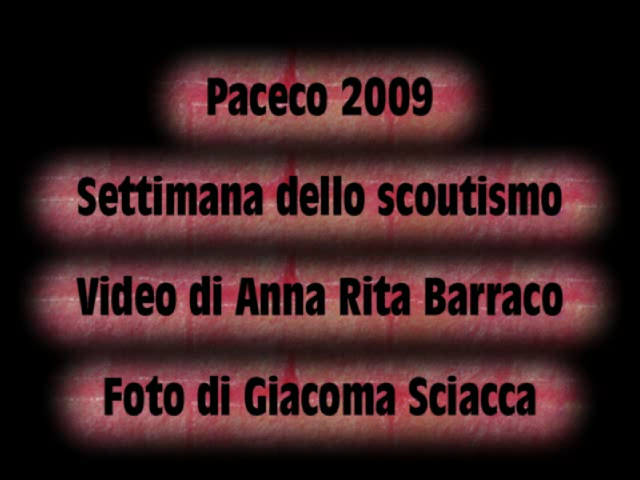 Paceco 2009
Settimana dello scoutismo
Video di Anna Rita Barraco
Foto di Giacoma Sciacca